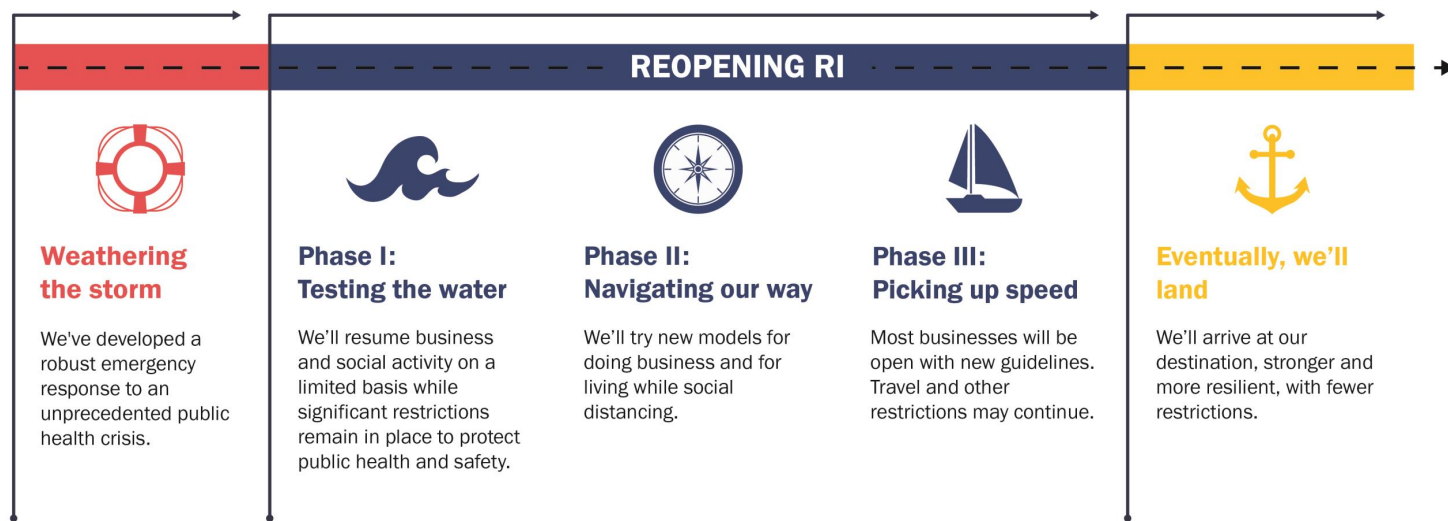 REOPENING RI
Weathering
the storm
We've developed a
robust emergency
response to an
unprecedented public
health crisis.
Phase I:
Testing the water
We’ll resume business
and social activity on a
limited basis while
significant restrictions
remain in place to protect
public health and safety.
Phase II:
Navigating our way
We’ll try new models for
doing business and for
living while social
distancing.
Phase III:
Picking up speed
Most businesses will be
open with new guidelines.
Travel and other
restrictions may continue.
Eventually, we’ll
land
We’ll arrive at our
destination, stronger and
more resilient, with fewer
restrictions.